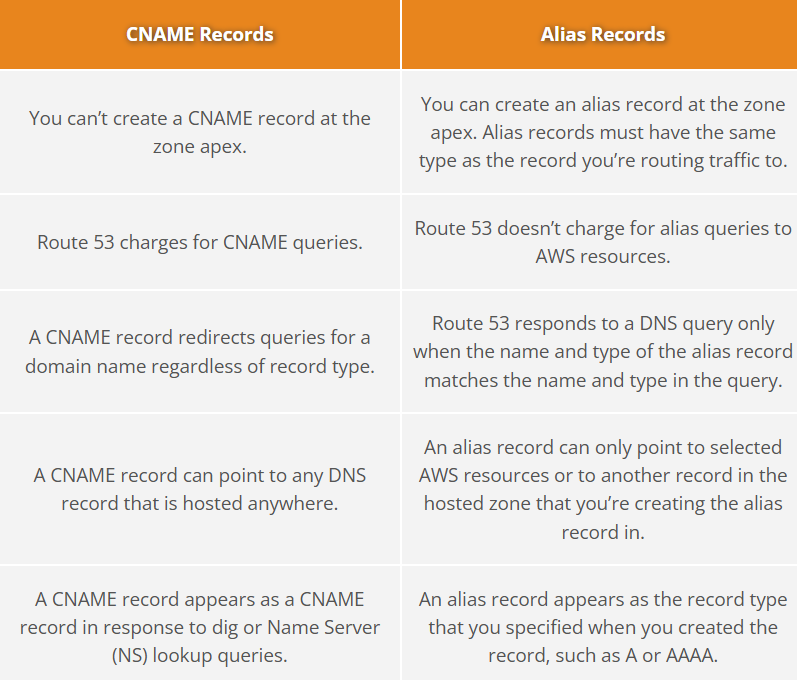 CNAME Records
Alias Records
You can’t create a CNAME record at the
zone apex.
You can create an alias record at the zone
apex. Alias records must have the same
type as the record you’re routing traffic to.
Route 53 charges for CNAME queries.
Route 53 doesn’t charge for alias queries to
AWS resources.
A CNAME record redirects queries for a
domain name regardless of record type.
Route 53 responds to a DNS query only
when the name and type of the alias record
matches the name and type in the query.
A CNAME record can point to any DNS
record that is hosted anywhere.
An alias record can only point to selected
AWS resources or to another record in the
hosted zone that you’re creating the alias
record in.
A CNAME record appears as a CNAME
record in response to dig or Name Server
(NS) lookup queries.
An alias record appears as the record type
that you specified when you created the
record, such as A or AAAA.